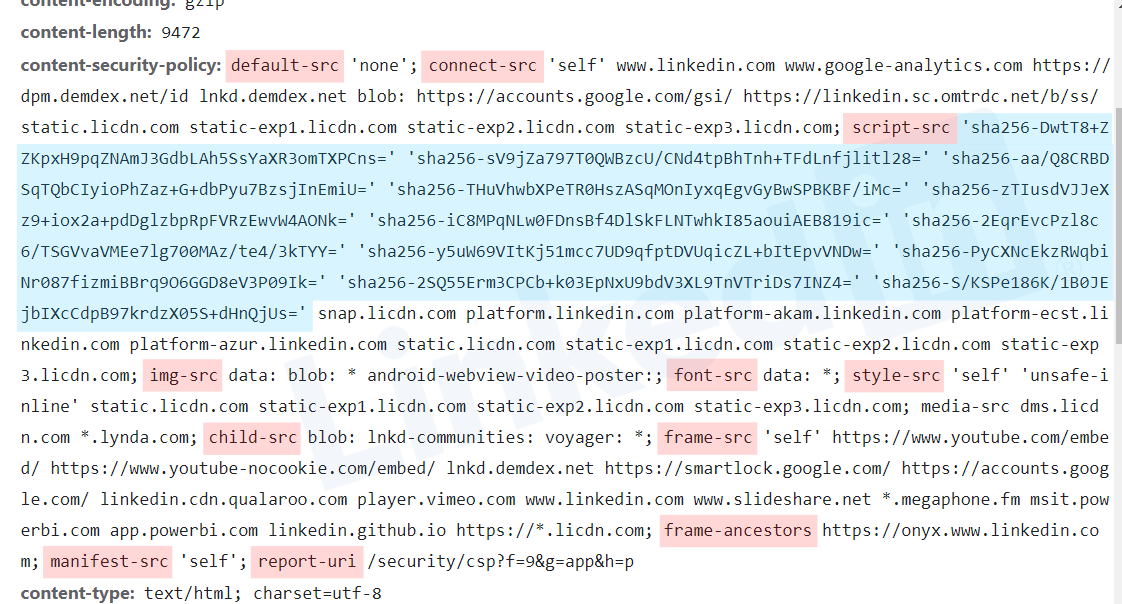 content-encoding: gzip
content-length: 9472
content-security-policy: default-src 'none'; connect-src 'self' www.linkedin.com www.google-analytics.com https://
dpm.demdex.net/id lnkd.demdex.net blob: https://accounts.google.com/gsi/ https://linkedin.sc.omtrdc.net/b/ss/
static.licdn.com static-exp1.licdn.com static-exp2.licdn.com static-exp3.licdn.com; script-src 'sha256-DwtT8+Z
ZKpxH9pqZNAmJ3GdbLAh5SsYaXR3omTXPCns=' 'sha256-sV9jZa797T0QWBzcU/CNd4tpBhTnh+TFdLnfjlitl28=' 'sha256-aa/Q8CRBD
SqTQbCIyioPhZaz+G+dbPyu7BzsjInEmiU=' 'sha256-THuVhwbXPeTR0HszASqMOnIyxqEgvGyBwSPBKBF/iMc=' 'sha256-zTIusdVJJeX
z9+iox2a+pdDglzbpRpFVRzEwvW4AONk=' 'sha256-iC8MPqNLw0FDnsBf4DlSkFLNTwhkI85aouiAEB819ic=' 'sha256-2EqrEvcPzl8c
6/TSGVvaVMEe7lg700MAz/te4/3kTYY=' 'sha256-y5uW69VItKj51mcc7UD9qfptDVUqicZL+bItEpvVNDw=' 'sha256-PyCXNcEkzRWqbi
Nr087fizmiBBrq9O6GGD8eV3P09Ik=' 'sha256-2SQ55Erm3CPCb+k03EpNxU9bdV3XL9TnVTriDs7INZ4=' 'sha256-S/KSPe186K/1B0JE
jbIXcCdpB97krdzX05S+dHnQjUs=' snap.licdn.com platform.linkedin.com platform-akam.linkedin.com platform-ecst.li
nkedin.com platform-azur.linkedin.com static.licdn.com static-exp1.licdn.com static-exp2.licdn.com static-exp
3.licdn.com; img-src data: blob: * android-webview-video-poster:; font-src data: *; style-src 'self' 'unsafe-i
nline' static.licdn.com static-exp1.licdn.com static-exp2.licdn.com static-exp3.licdn.com; media-src dms.licd
n.com *.lynda.com; child-src blob: lnkd-communities: voyager: *; frame-src 'self' https://www.youtube.com/embe
d/ https://www.youtube-nocookie.com/embed/ lnkd.demdex.net https://smartlock.google.com/ https://accounts.goog
le.com/ linkedin.cdn.qualaroo.com player.vimeo.com www.linkedin.com www.slideshare.net *.megaphone.fm msit.pow
erbi.com app.powerbi.com linkedin.github.io https://*.licdn.com; frame-ancestors https://onyx.www.linkedin.co
m; manifest-src 'self'; report-uri /security/csp?f=9&g=app&h=p
content-type: text/html; charset=utf-8
LinkedIn